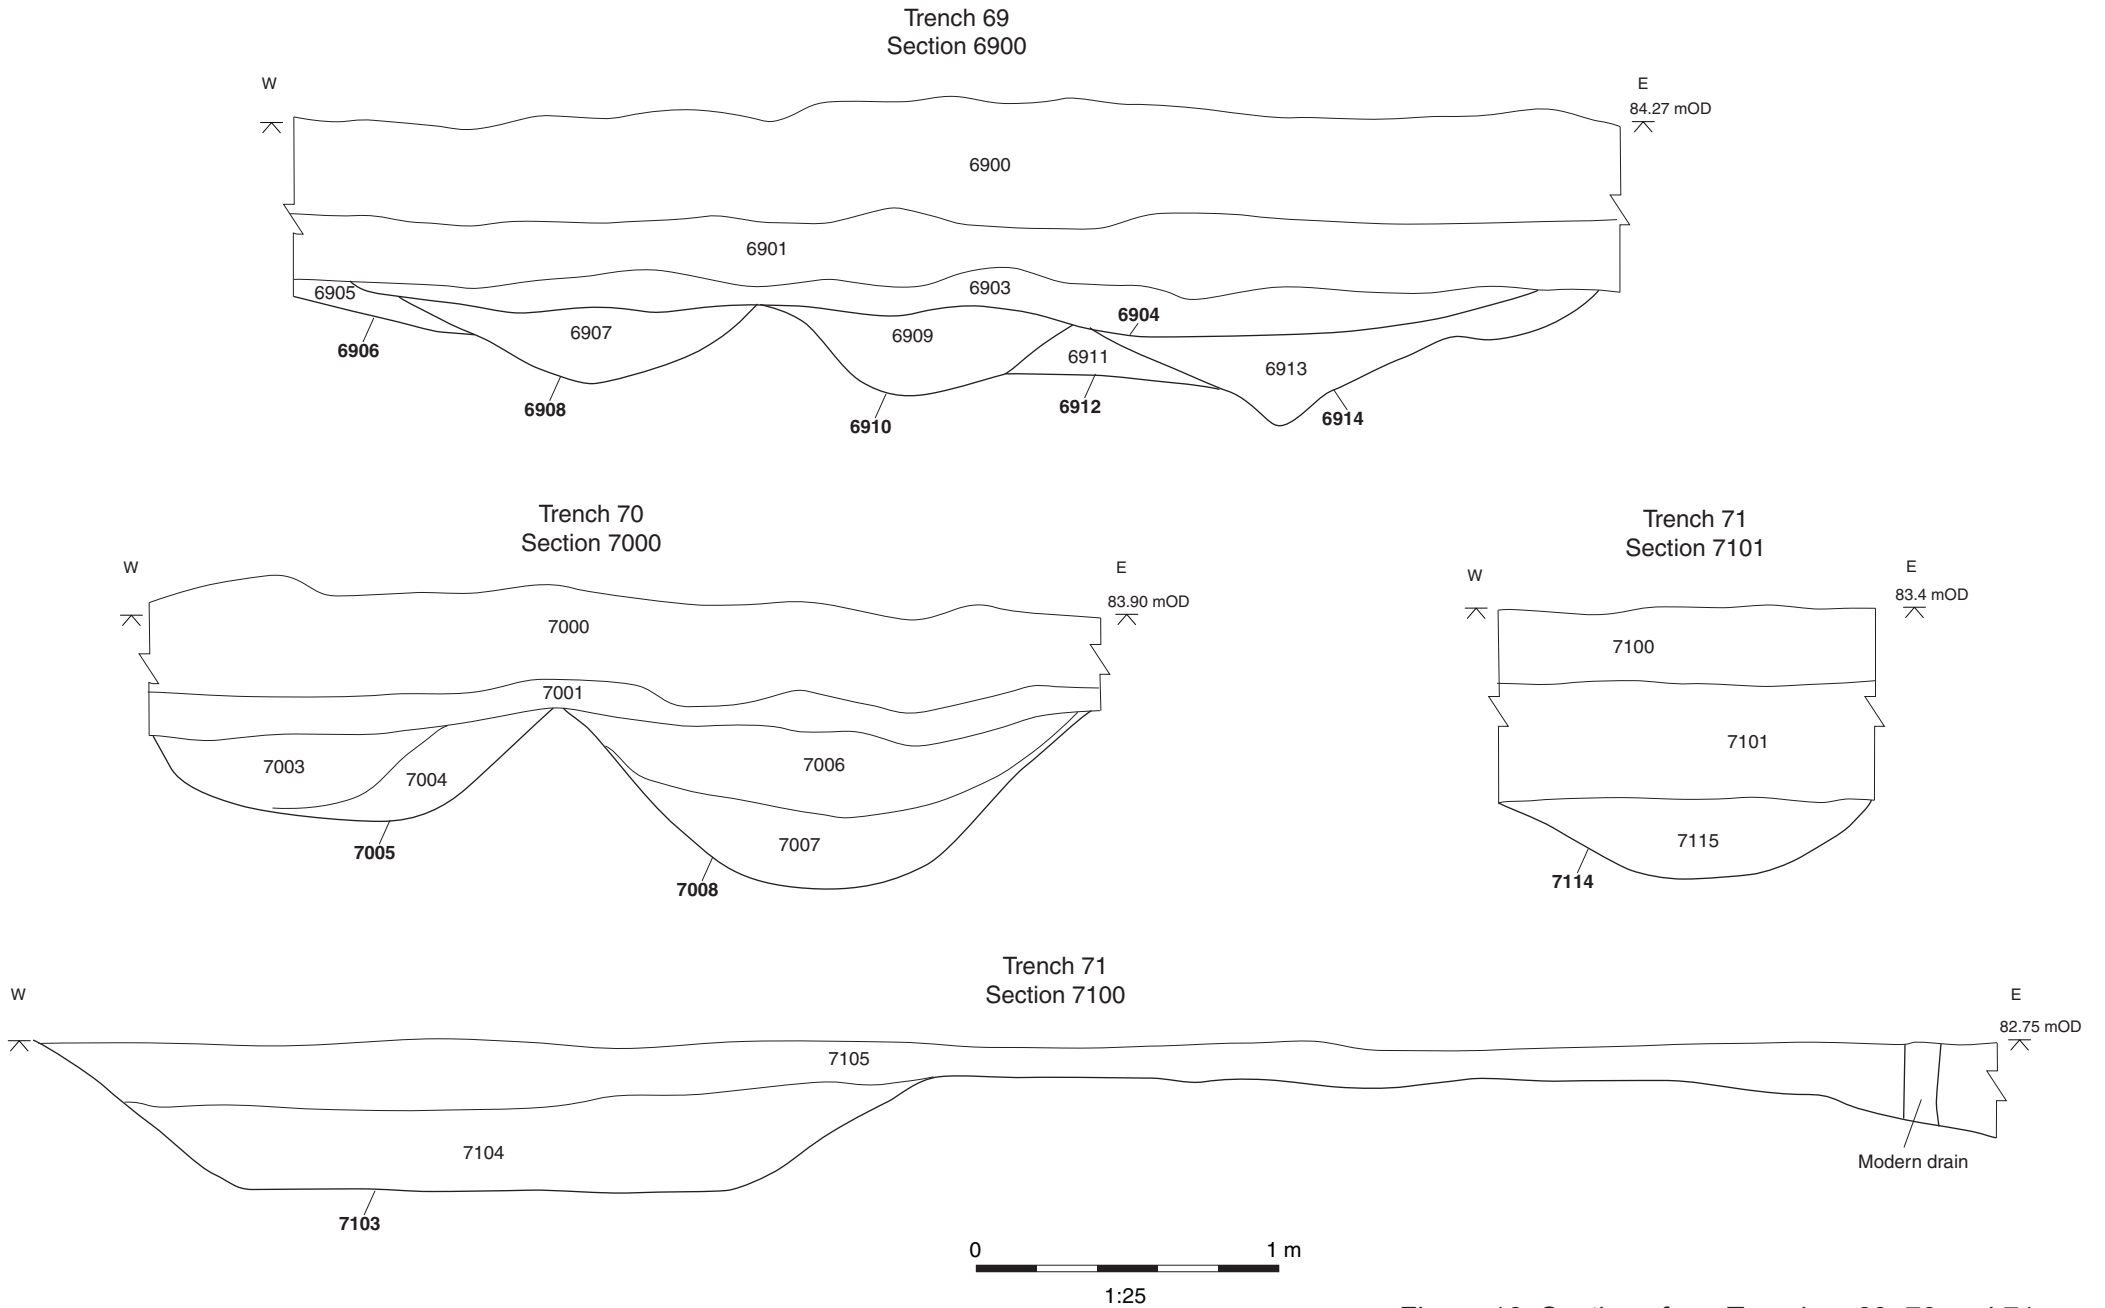 Trench 69
Section 6900
W
E
84.27 mOD
6900
6901
6903
6905
6904
6907
6909
6911
6913
6906
6908
6910
6912
6914
Trench 70
Section 7000
W
E
83.90 mOD
7000
7001
7003
7004
7006
7007
7005
7008
Trench 71
Section 7101
W
E
83.4 mOD
7100
7101
7115
7114
Trench 71
Section 7100
W
E
82.75 mOD
7105
7104
Modern drain
7103
0 1 m
1:25